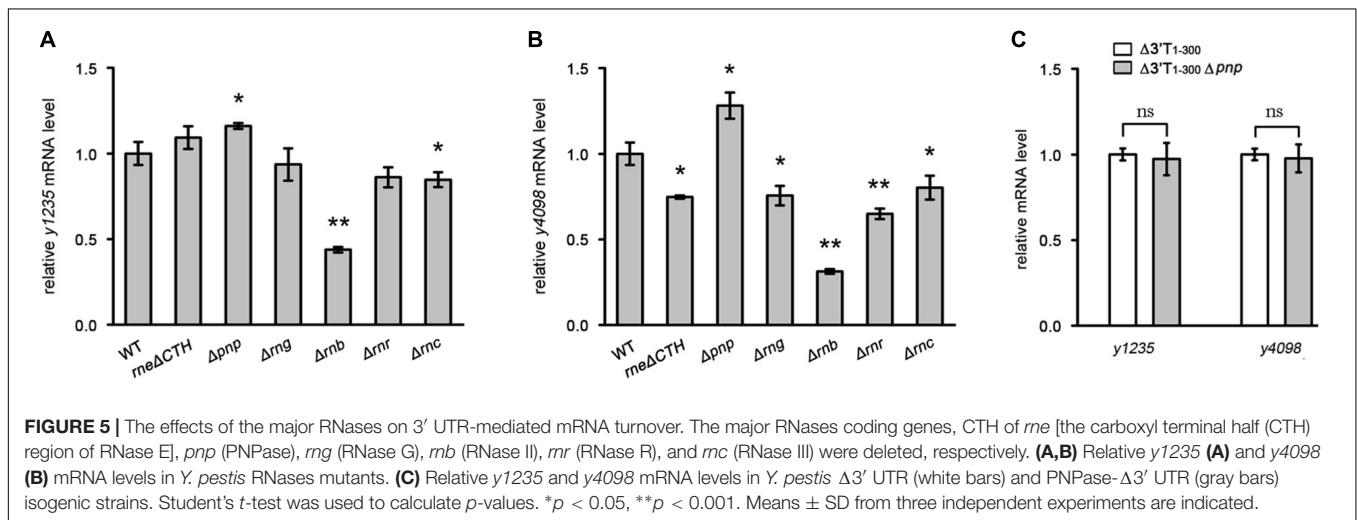 A
relative y1235 mRNA level
1.5
1.0
0.5
0.0
*
**
*
WT
rneΔCTH
Δpnp
Δrng
Δrnb
Δrnr
Δrnc
B
relative y4098 mRNA level
1.5
1.0
0.5
0.0
*
*
*
**
**
*
WT
rneΔCTH
Δpnp
Δrng
Δrnb
Δrnr
Δrnc
C
Δ3'T1-300
Δ3'T1-300 Δpnp
relative mRNA level
1.5
1.0
0.5
0.0
ns
ns
y1235
y4098
FIGURE 5 | The effects of the major RNases on 3′ UTR-mediated mRNA turnover. The major RNases coding genes, CTH of rne [the carboxyl terminal half (CTH)
region of RNase E], pnp (PNPase), rng (RNase G), rnb (RNase II), rnr (RNase R), and rnc (RNase III) were deleted, respectively. (A,B) Relative y1235 (A) and y4098
(B) mRNA levels in Y. pestis RNases mutants. (C) Relative y1235 and y4098 mRNA levels in Y. pestis Δ3′ UTR (white bars) and PNPase-Δ3′ UTR (gray bars)
isogenic strains. Student's t-test was used to calculate p-values. *p < 0.05, **p < 0.001. Means ± SD from three independent experiments are indicated.